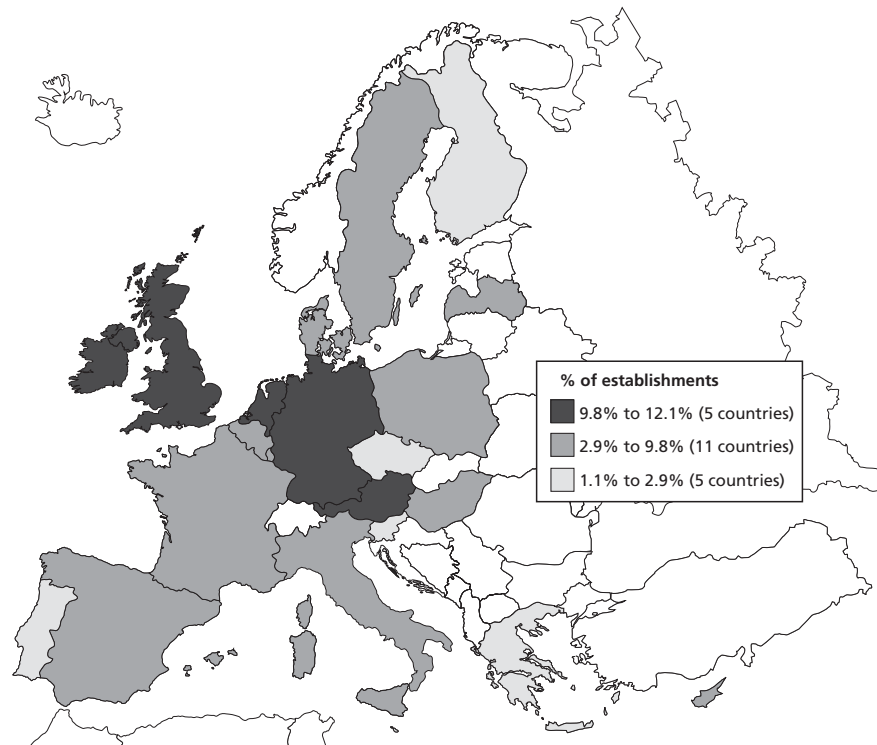 % of establishments
9.8% to 12.1% (5 countries)
2.9% to 9.8% (11 countries)
1.1% to 2.9% (5 countries)